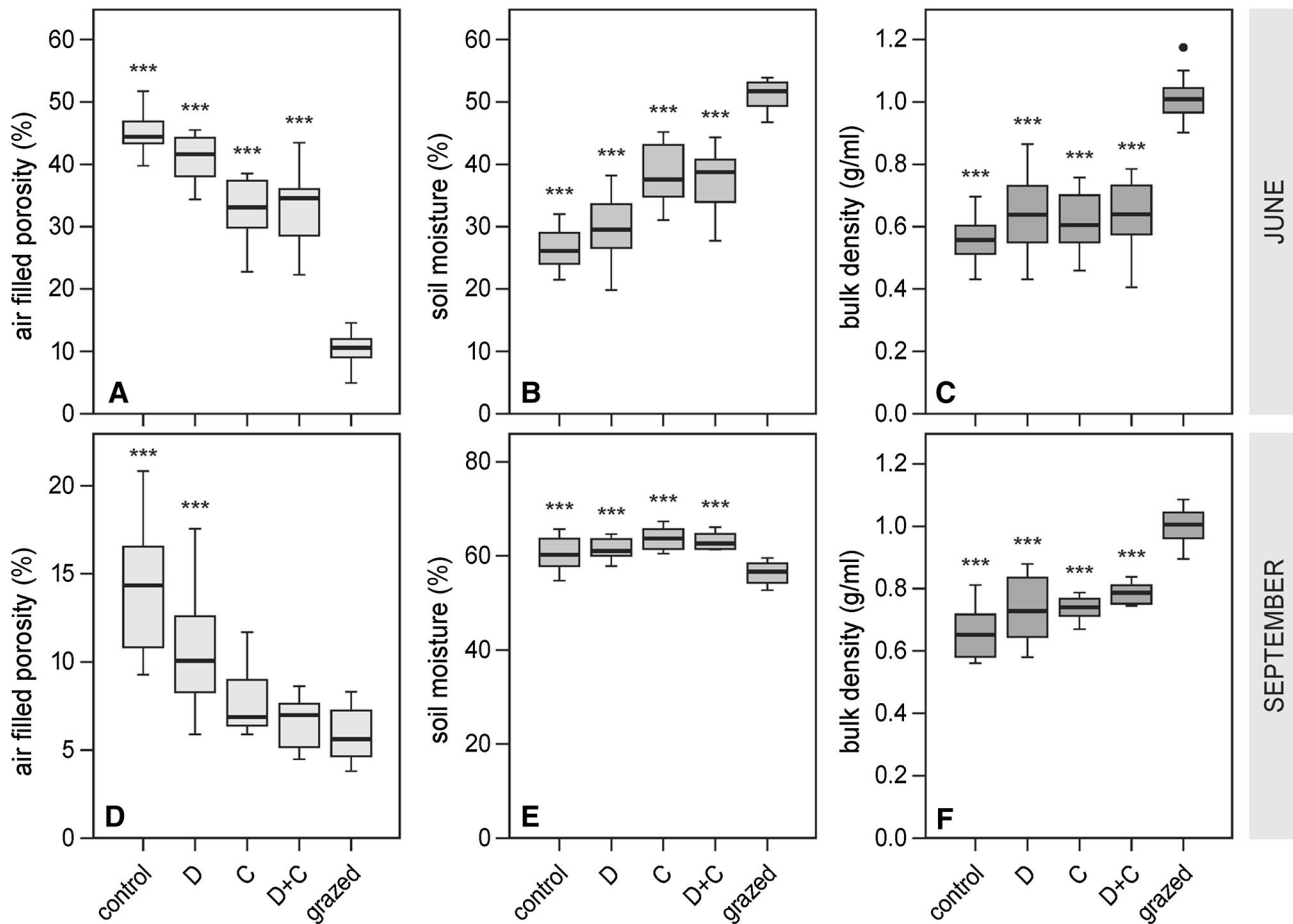 air filled porosity (%)
60
50
40
30
20
10
0
***
***
***
***
A
soil moisture (%)
60
50
40
30
20
10
0
***
***
***
***
B
bulk density (g/ml)
1.2
1.0
0.8
0.6
0.4
0.2
0.0
***
***
***
***
C
JUNE
air filled porosity (%)
20
15
10
5
0
***
***
D
control
D
C
D+C
grazed
soil moisture (%)
80
60
40
20
0
***
***
***
***
E
control
D
C
D+C
grazed
bulk density (g/ml)
1.2
1.0
0.8
0.6
0.4
0.2
0.0
***
***
***
***
F
control
D
C
D+C
grazed
SEPTEMBER